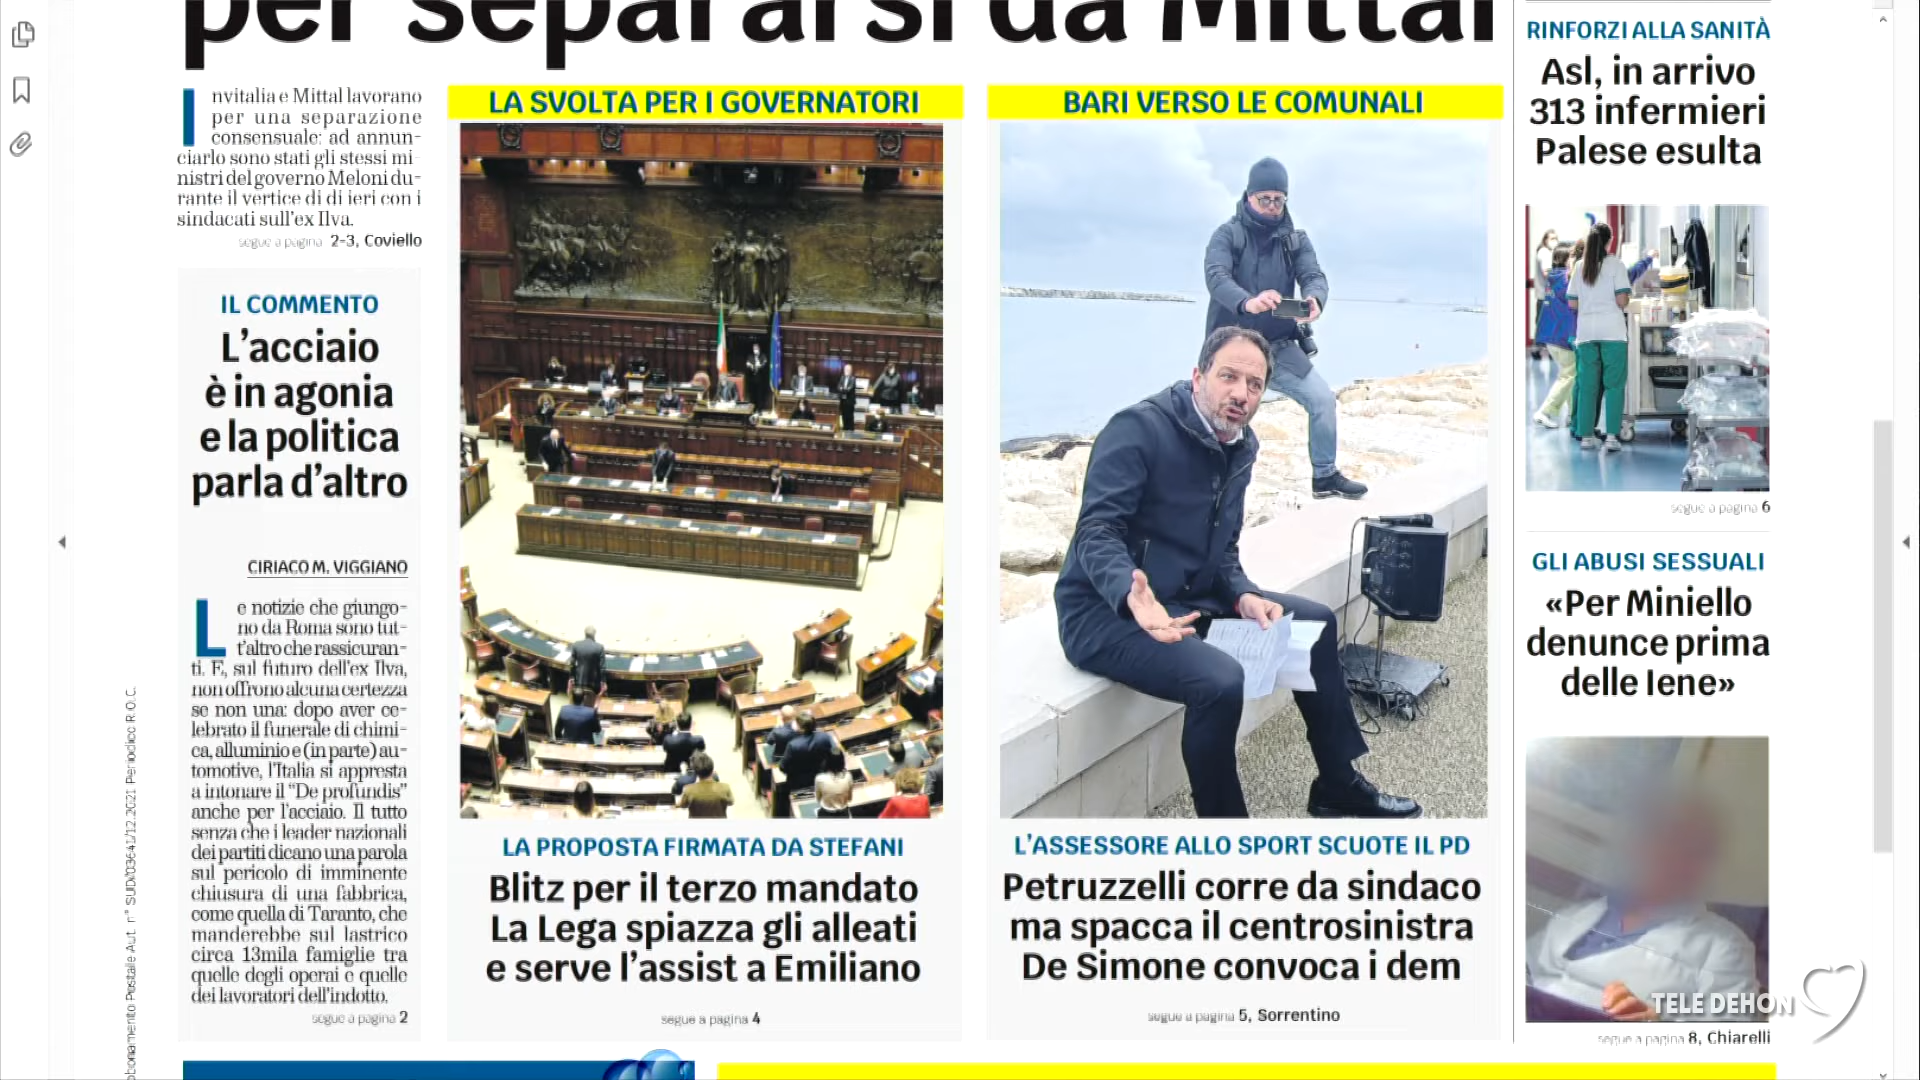 per separarsi da Mittal
Invitalia e Mittal lavorano
per una separazione
consensuale: ad annun-
ciarlo sono stati gli stessi mi-
nistri del governo Meloni du-
rante il vertice di di ieri con i
sindacati sull'ex Ilva.
segue a pagina 2-3, Coviello
IL COMMENTO
L'acciaio
è in agonia
e la politica
parla d'altro
CIRIACO M. VIGGIANO
Le notizie che giungo-
no da Roma sono tut-
t'altro che rassicuran-
ti. E, sul futuro dell'ex Ilva,
non offrono alcuna certezza
se non una: dopo aver ce-
lebrato il funerale di chimi-
ca, alluminio e (in parte) au-
tomotive, l'Italia si appresta
a intonare il "De profundis"
anche per l'acciaio. Il tutto
senza che i leader nazionali
dei partiti dicano una parola
sul pericolo di imminente
chiusura di una fabbrica,
come quella di Taranto, che
manderebbe sul lastrico
circa 13mila famiglie tra
quelle degli operai e quelle
dei lavoratori dell'indotto.
segue a pagina 2
LA SVOLTA PER I GOVERNATORI
LA PROPOSTA FIRMATA DA STEFANI
Blitz per il terzo mandato
La Lega spiazza gli alleati
e serve l'assist a Emiliano
segue a pagina 4
BARI VERSO LE COMUNALI
L'ASSESSORE ALLO SPORT SCUOTE IL PD
Petruzzelli corre da sindaco
ma spacca il centrosinistra
De Simone convoca i dem
segue a pagina 5, Sorrentino
RINFORZI ALLA SANITÀ
Asl, in arrivo
313 infermieri
Palese esulta
segue a pagina 6
GLI ABUSI SESSUALI
«Per Miniello
denunce prima
delle Iene»
segue a pagina 8, Chiarelli
TELE DEHON